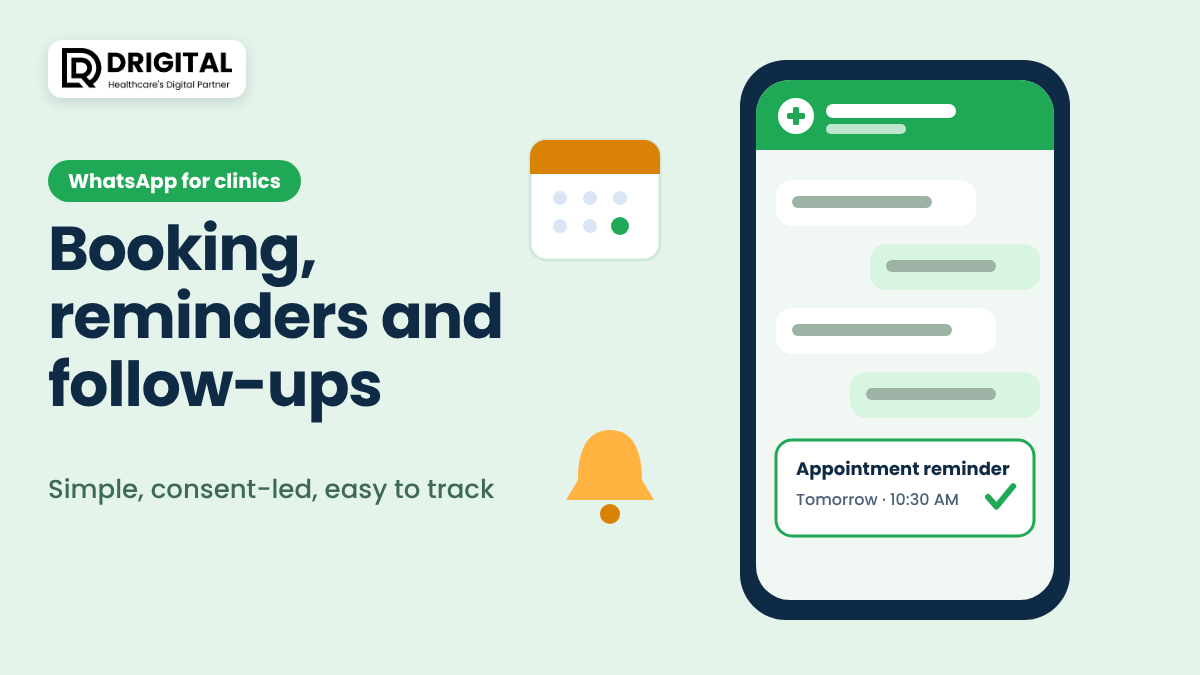 DRIGITAL
Healthcare's Digital Partner
WhatsApp for clinics
Booking,
reminders and
follow-ups
Simple, consent-led, easy to track
Appointment reminder
Tomorrow · 10:30 AM